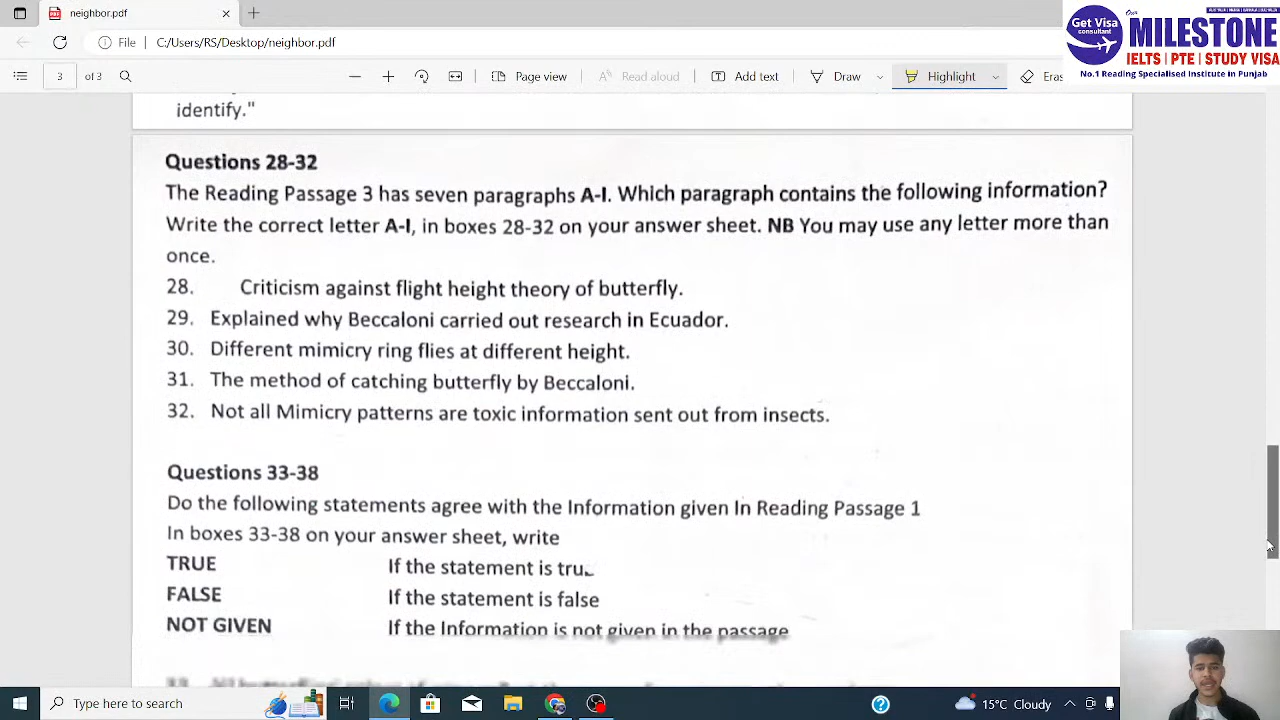 neighbor.pdf
File
C:/Users/RS/Desktop/neighbor.pdf
3
of 3
Page view
Read aloud
Add text
Draw
Highlight
Eras
Get Visa
consultant
Our
MILESTONE
IELTS | PTE | STUDY VISA
No.1 Reading Specialised Institute in Punjab
identify."
Questions 28-32
The Reading Passage 3 has seven paragraphs A-I. Which paragraph contains the following information?
Write the correct letter A-I, in boxes 28-32 on your answer sheet. NB You may use any letter more than
once.
28. Criticism against flight height theory of butterfly.
29. Explained why Beccaloni carried out research in Ecuador.
30. Different mimicry ring flies at different height.
31. The method of catching butterfly by Beccaloni.
32. Not all Mimicry patterns are toxic information sent out from insects.
Questions 33-38
Do the following statements agree with the Information given In Reading Passage 1
In boxes 33-38 on your answer sheet, write
TRUE If the statement is tru
FALSE If the statement is false
NOT GIVEN If the Information is not given in the passage
Type here to search
15°C Cloudy